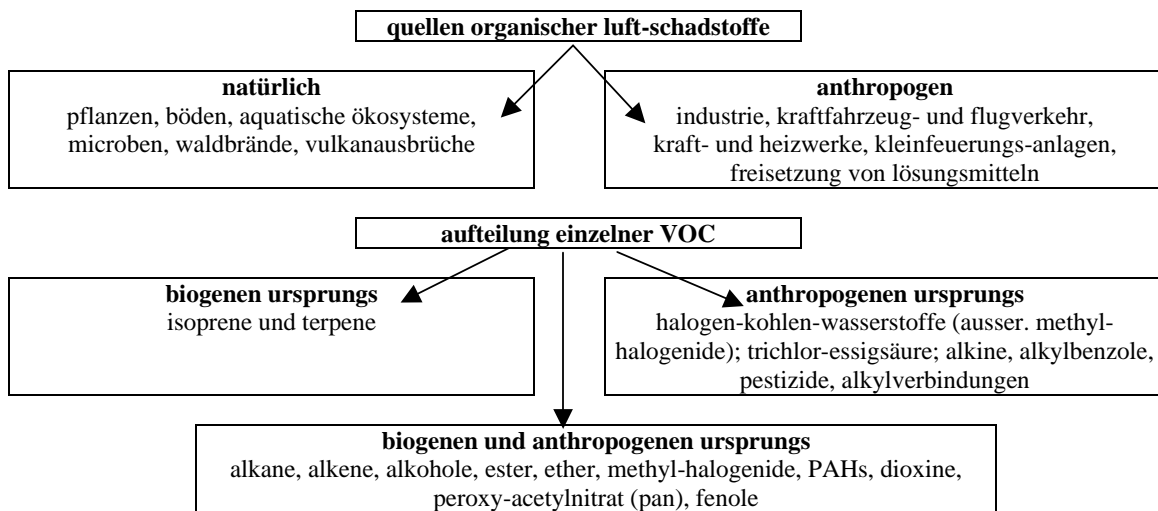 quellen organischer luft-schadstoffe
natürlich
pflanzen, böden, aquatische ökosysteme,
microben, waldbrände, vulkanausbrüche
anthropogen
industrie, kraftfahrzeug- und flugverkehr,
kraft- und heizwerke, kleinfeuerungs-anlagen,
freisetzung von lösungsmitteln
aufteilung einzelner VOC
biogenen ursprungs
isoprene und terpene
anthropogenen ursprungs
halogen-kohlen-wasserstoffe (ausser. methyl-
halogenide); trichlor-essigsäure; alkine, alkylbenzole,
pestizide, alkylverbindungen
biogenen und anthropogenen ursprungs
alkane, alkene, alkohole, ester, ether, methyl-halogenide, PAHs, dioxine,
peroxy-acetylnitrat (pan), fenole